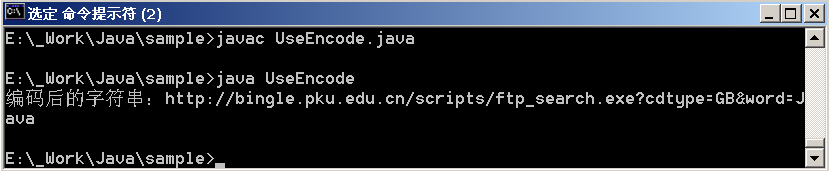 选定 命令提示符 (2)
E:\_Work\Java\sample>javac UseEncode.java
E:\_Work\Java\sample>java UseEncode
编码后的字符串：http://bingle.pku.edu.cn/scripts/ftp_search.exe?cdtype=GB&word=J
ava
E:\_Work\Java\sample>_